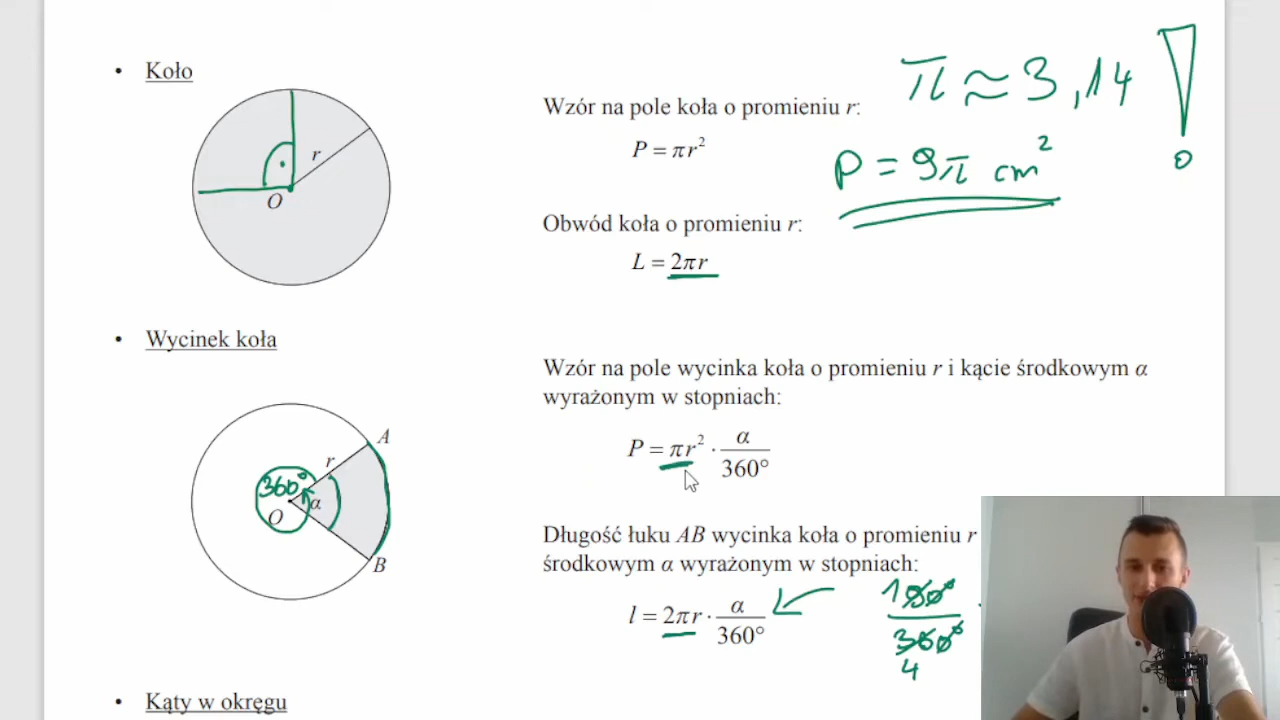 • Koło
r
O
Wzór na pole koła o promieniu r:
P = πr²
π ≈ 3,14 !
P = 9π cm²
Obwód koła o promieniu r:
L = 2πr
• Wycinek koła
A
r
360°
α
O
B
Wzór na pole wycinka koła o promieniu r i kącie środkowym α
wyrażonym w stopniach:
P = πr² · α/360°
Długość łuku AB wycinka koła o promieniu r
środkowym α wyrażonym w stopniach:
l = 2πr · α/360°
1
4
• Kąty w okręgu